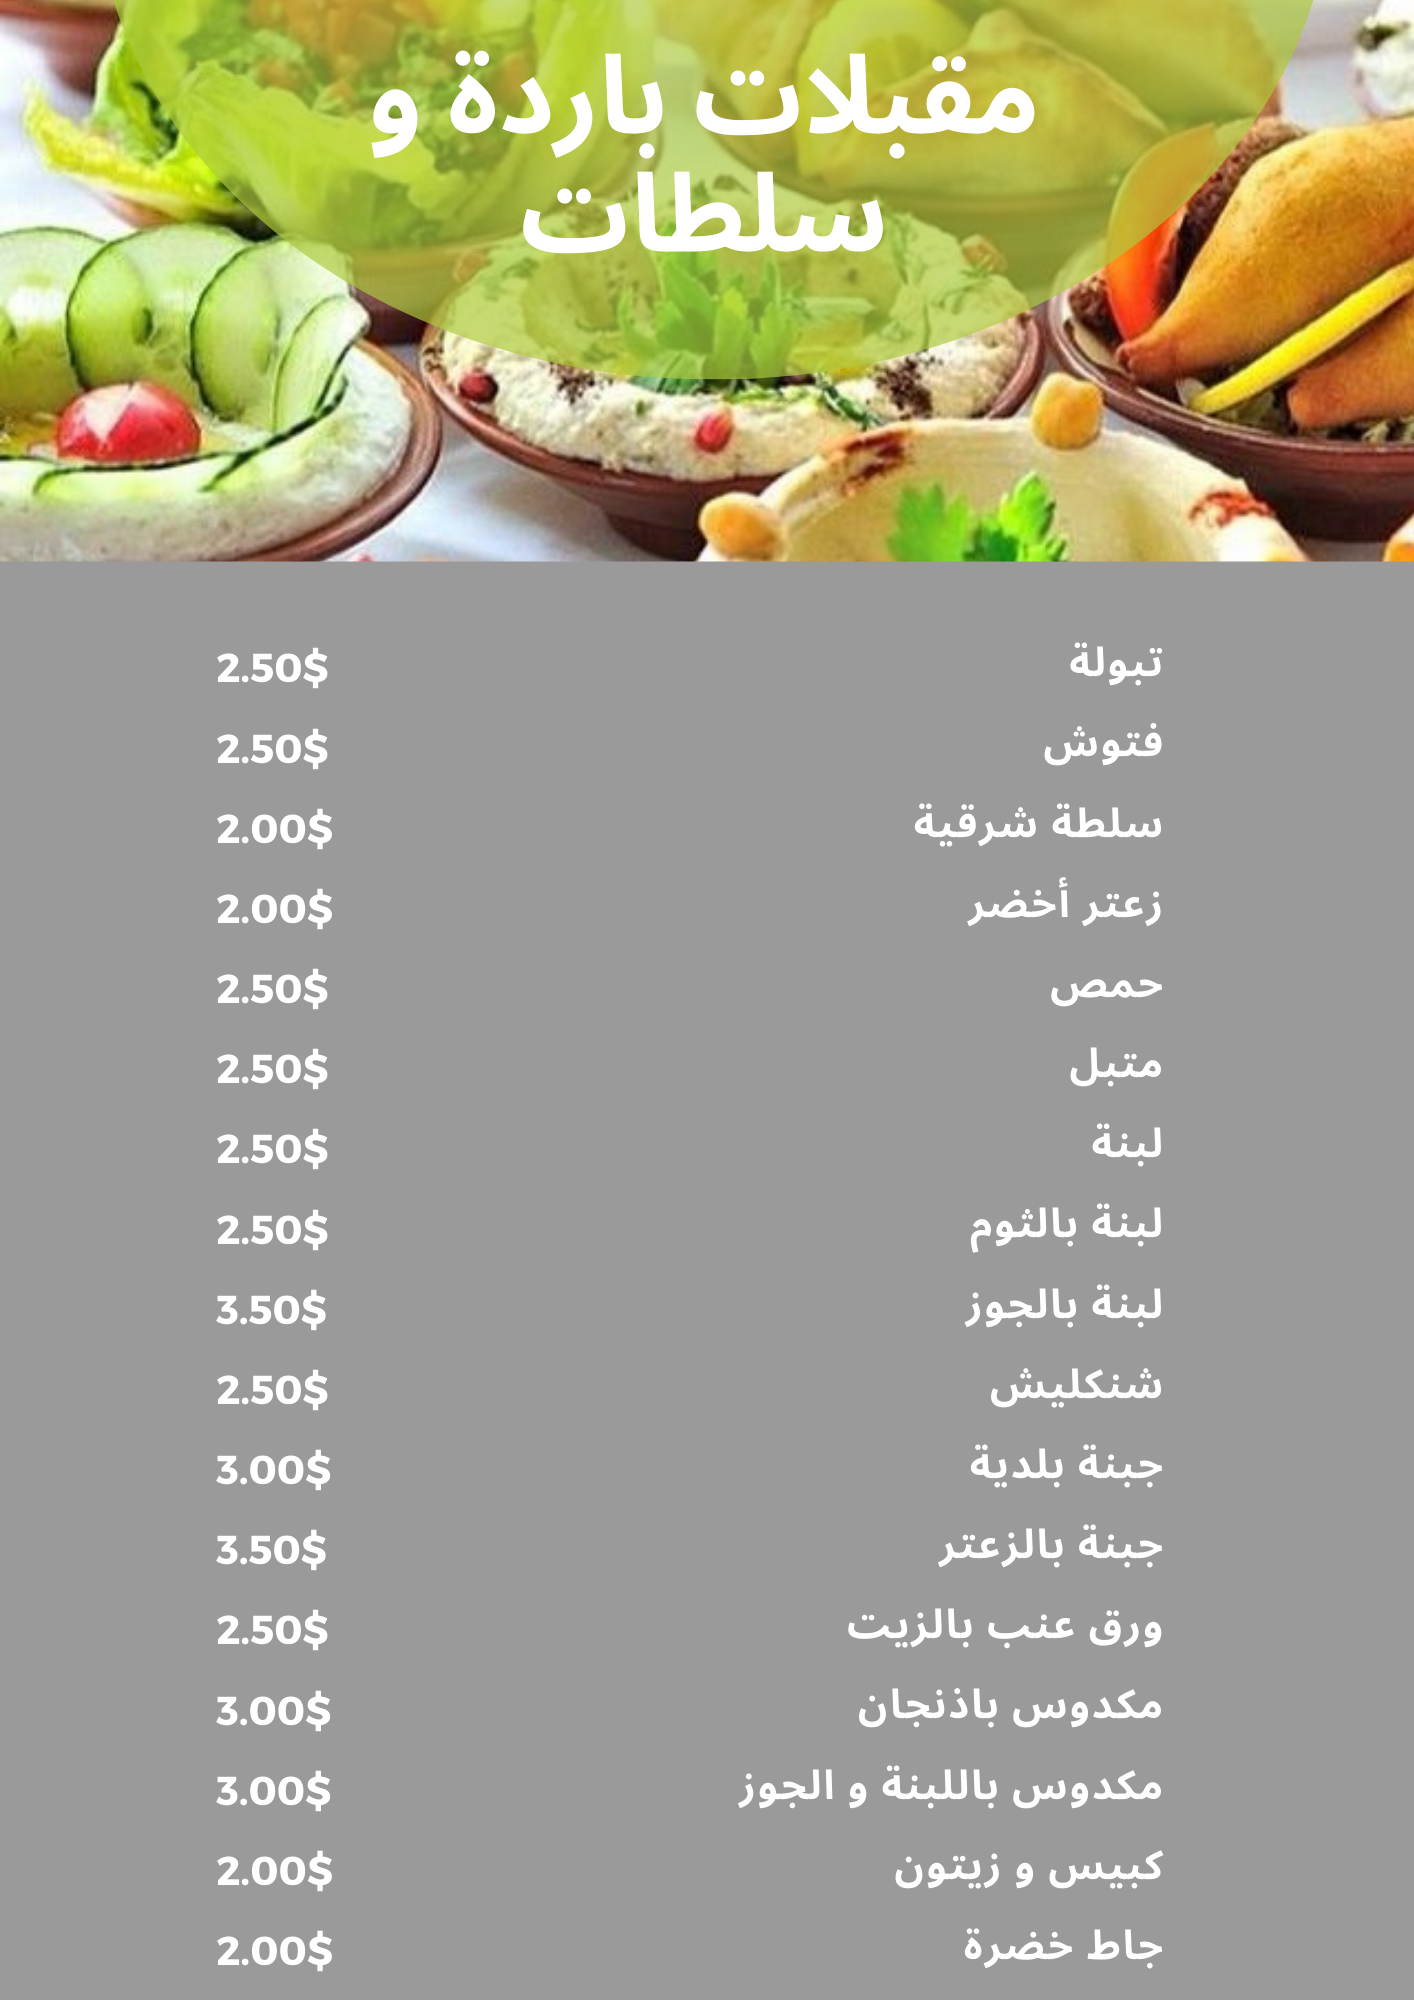 مقبلات باردة و
سلطات
تبولة 2.50$
فتوش 2.50$
سلطة شرقية 2.00$
زعتر أخضر 2.00$
حمص 2.50$
متبل 2.50$
لبنة 2.50$
لبنة بالثوم 2.50$
لبنة بالجوز 3.50$
شنكليش 2.50$
جبنة بلدية 3.00$
جبنة بالزعتر 3.50$
ورق عنب بالزيت 2.50$
مكدوس باذنجان 3.00$
مكدوس باللبنة و الجوز 3.00$
كبيس و زيتون 2.00$
جاط خضرة 2.00$